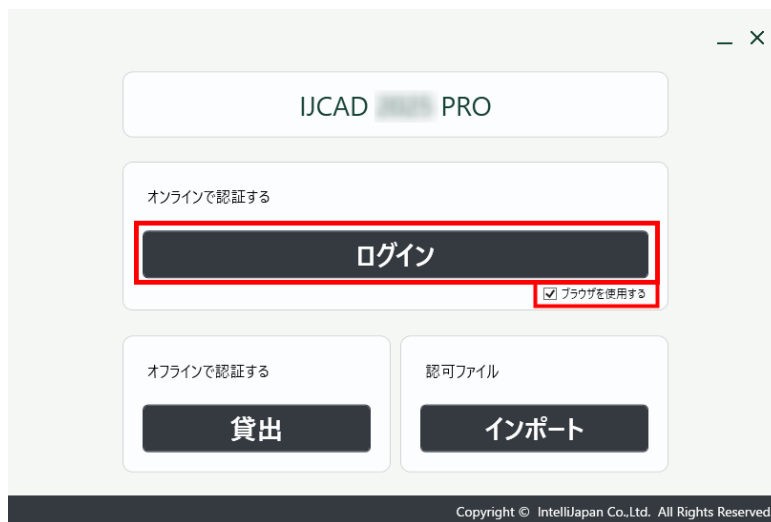 IJCAD PRO
オンラインで認証する
ログイン
ブラウザを使用する
オフラインで認証する
認可ファイル
貸出
インポート
Copyright © IntelliJapan Co.,Ltd. All Rights Reserved